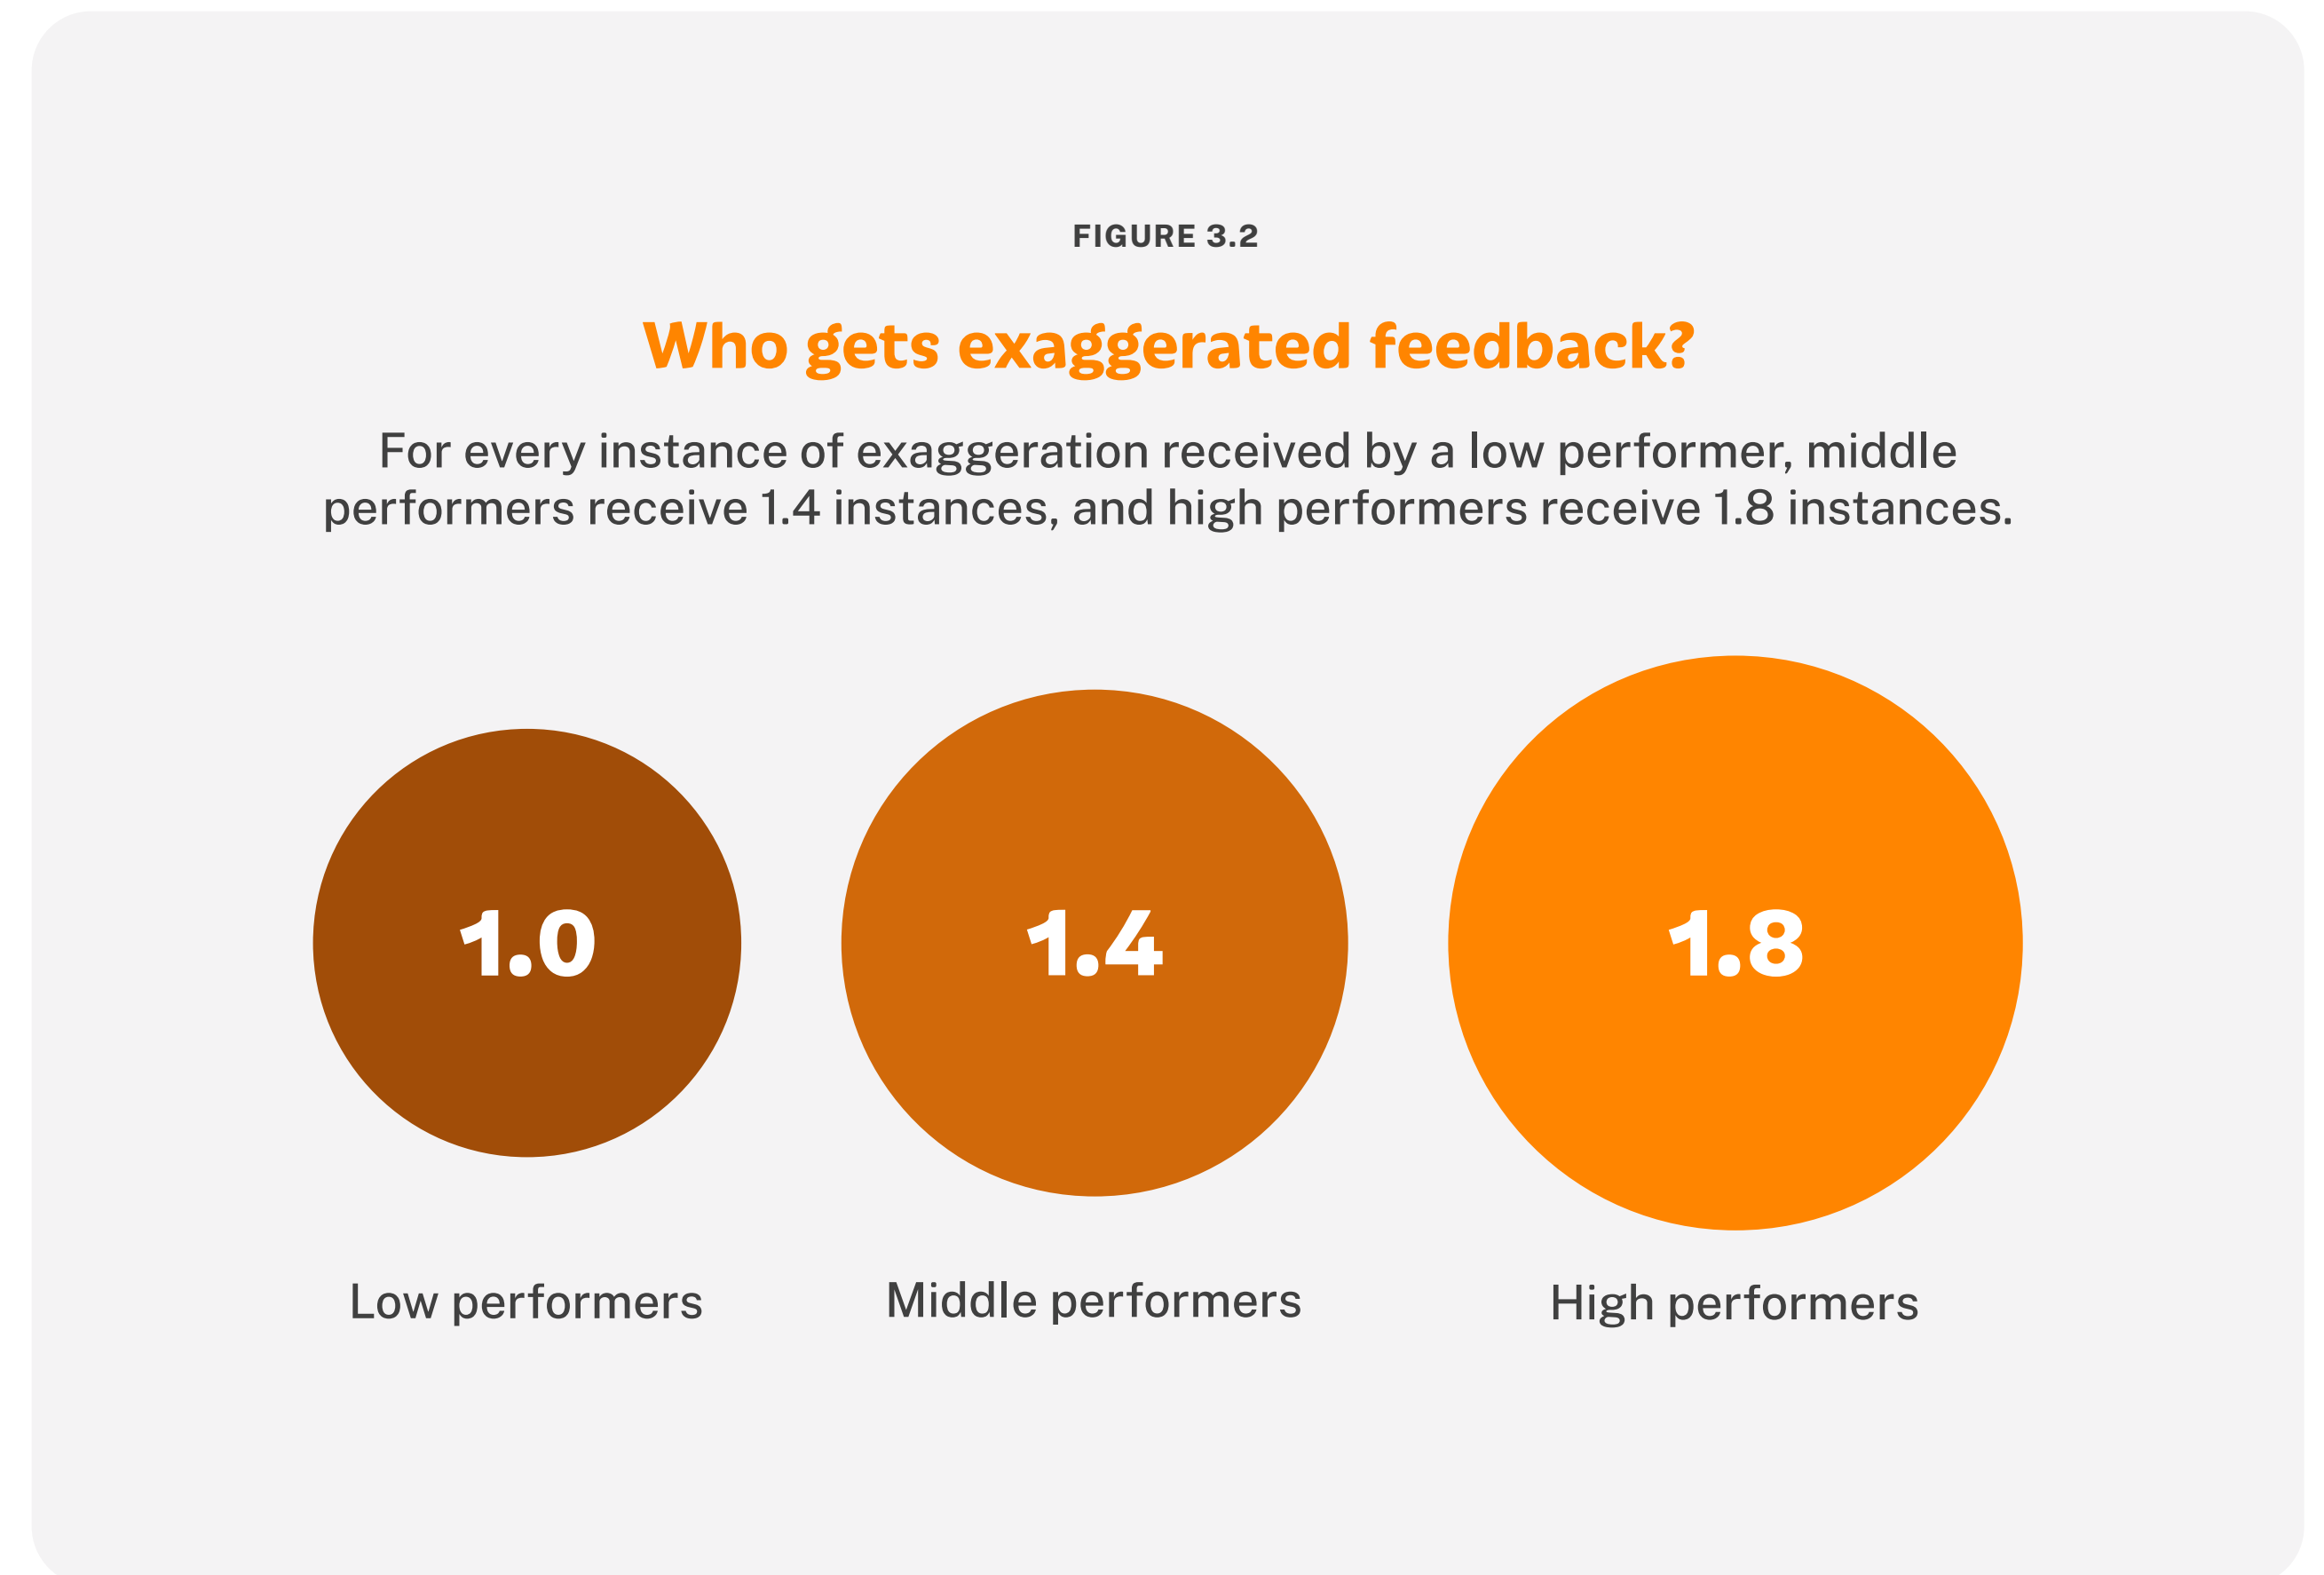 FIGURE 3.2
Who gets exaggerated feedback?
For every instance of exaggeration received by a low performer, middle
performers receive 1.4 instances, and high performers receive 1.8 instances.
1.0
1.4
1.8
Low performers
Middle performers
High performers